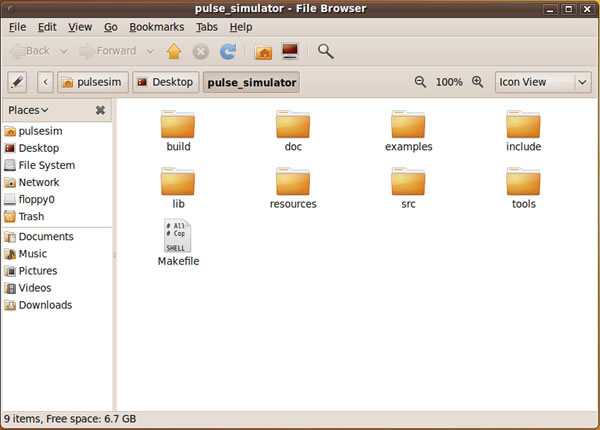 pulse_simulator - File Browser
File Edit View Go Bookmarks Tabs Help
Back Forward
pulsesim Desktop pulse_simulator 100% Icon View
Places
pulsesim
Desktop
File System
Network
floppy0
Trash
Documents
Music
Pictures
Videos
Downloads
build doc examples include
lib resources src tools
# All
# Cop
SHELL
Makefile
9 items, Free space: 6.7 GB